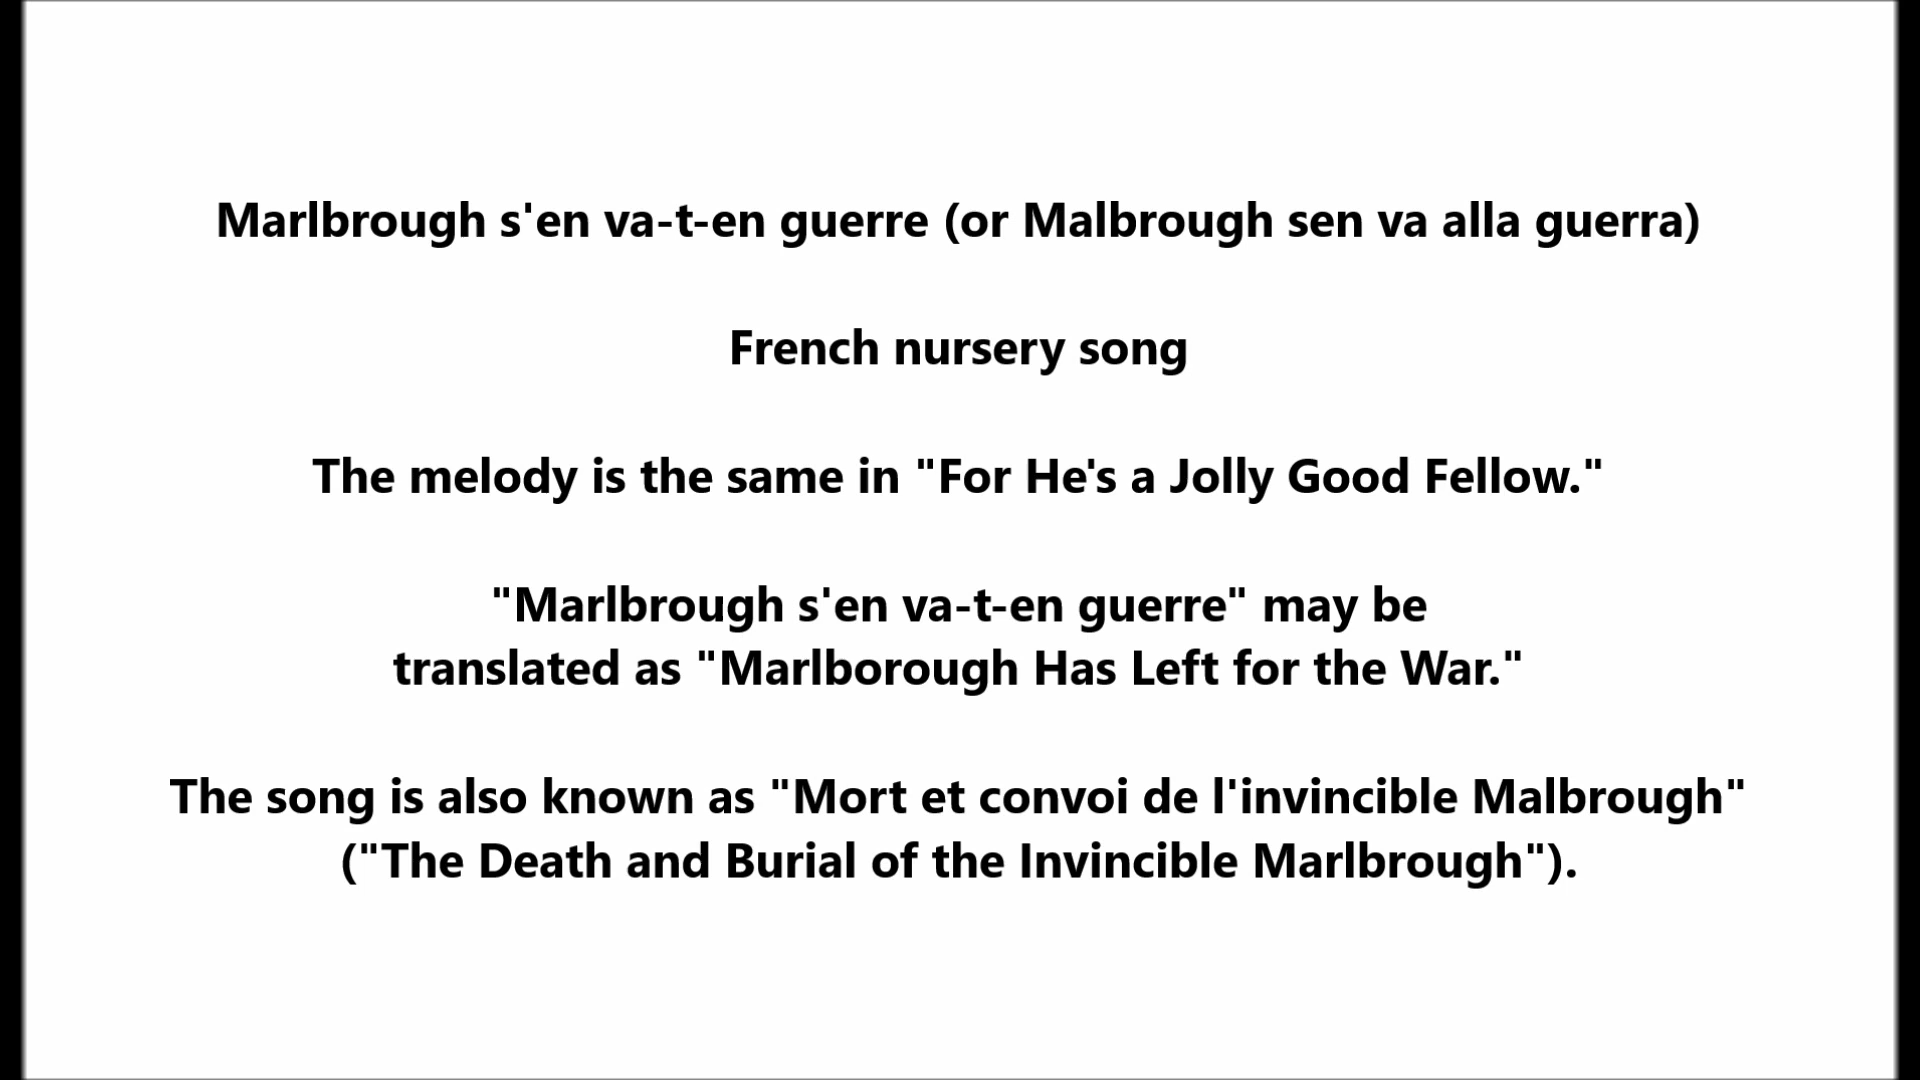 Marlbrough s'en va-t-en guerre (or Malbrough sen va alla guerra)
French nursery song
The melody is the same in "For He's a Jolly Good Fellow."
"Marlbrough s'en va-t-en guerre" may be
translated as "Marlborough Has Left for the War."
The song is also known as "Mort et convoi de l'invincible Malbrough"
("The Death and Burial of the Invincible Marlbrough").